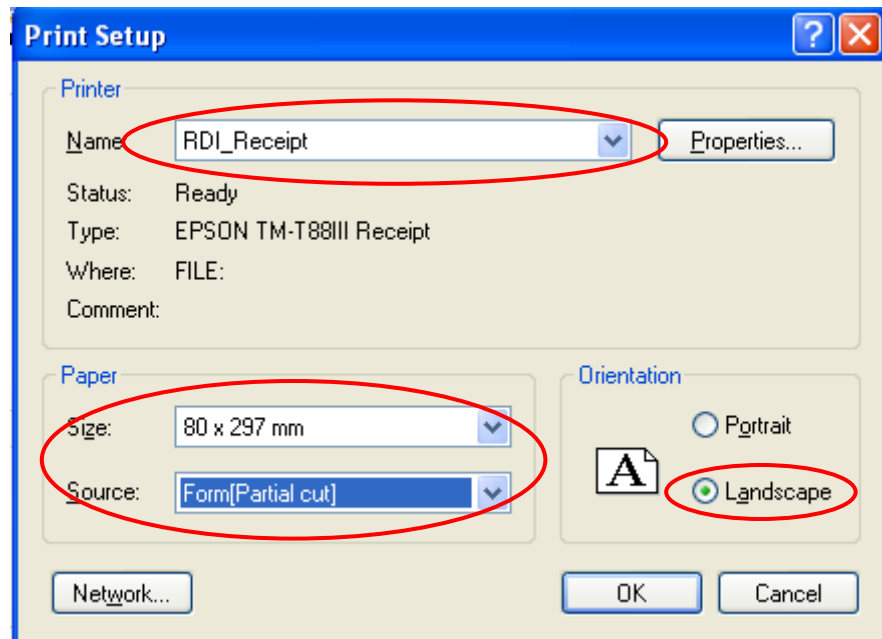 Print Setup
Printer
Name
RDI_Receipt
Properties...
Status: Ready
Type: EPSON TM-T88III Receipt
Where: FILE:
Comment:
Paper
Size: 80 x 297 mm
Source: Form[Partial cut]
Orientation
Portrait
A
Landscape
Network...
OK
Cancel